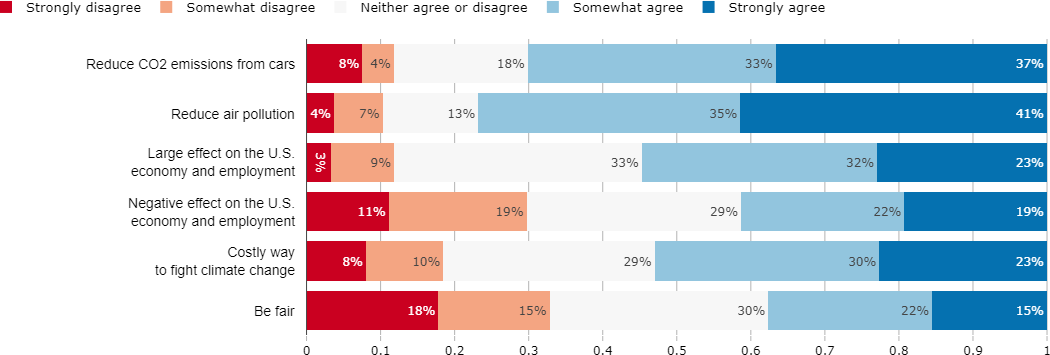 Strongly disagree Somewhat disagree Neither agree or disagree Somewhat agree Strongly agree
Reduce CO2 emissions from cars 8% 4% 18% 33% 37%
Reduce air pollution 4% 7% 13% 35% 41%
Large effect on the U.S.
economy and employment 3% 9% 33% 32% 23%
Negative effect on the U.S.
economy and employment 11% 19% 29% 22% 19%
Costly way
to fight climate change 8% 10% 29% 30% 23%
Be fair 18% 15% 30% 22% 15%
0 0.1 0.2 0.3 0.4 0.5 0.6 0.7 0.8 0.9 1